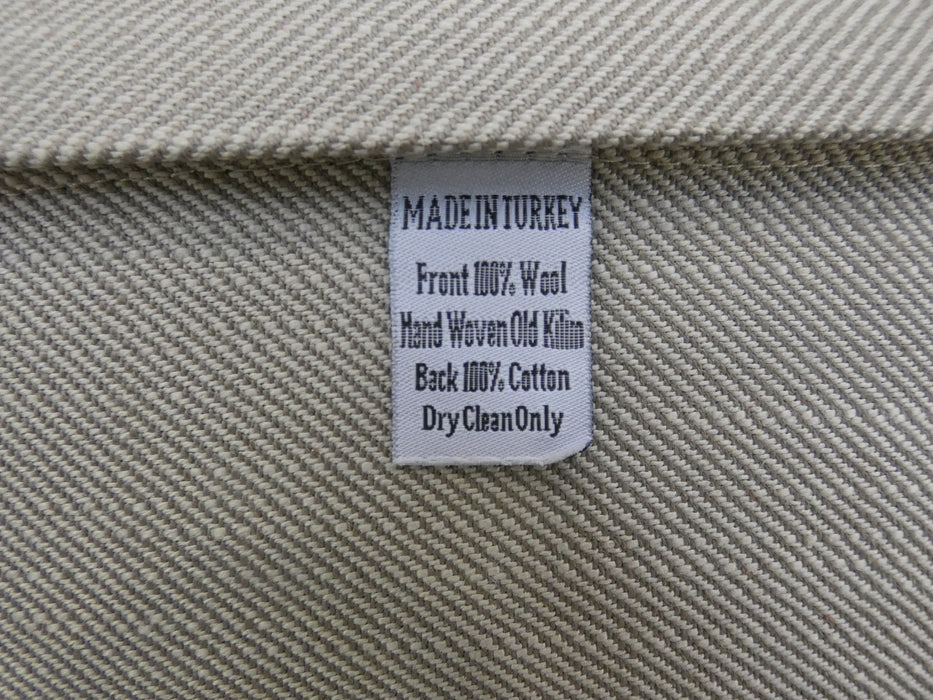 MADE IN TURKEY
Front 100% Wool
Hand Woven Old Kilim
Back 100% Cotton
Dry Clean Only